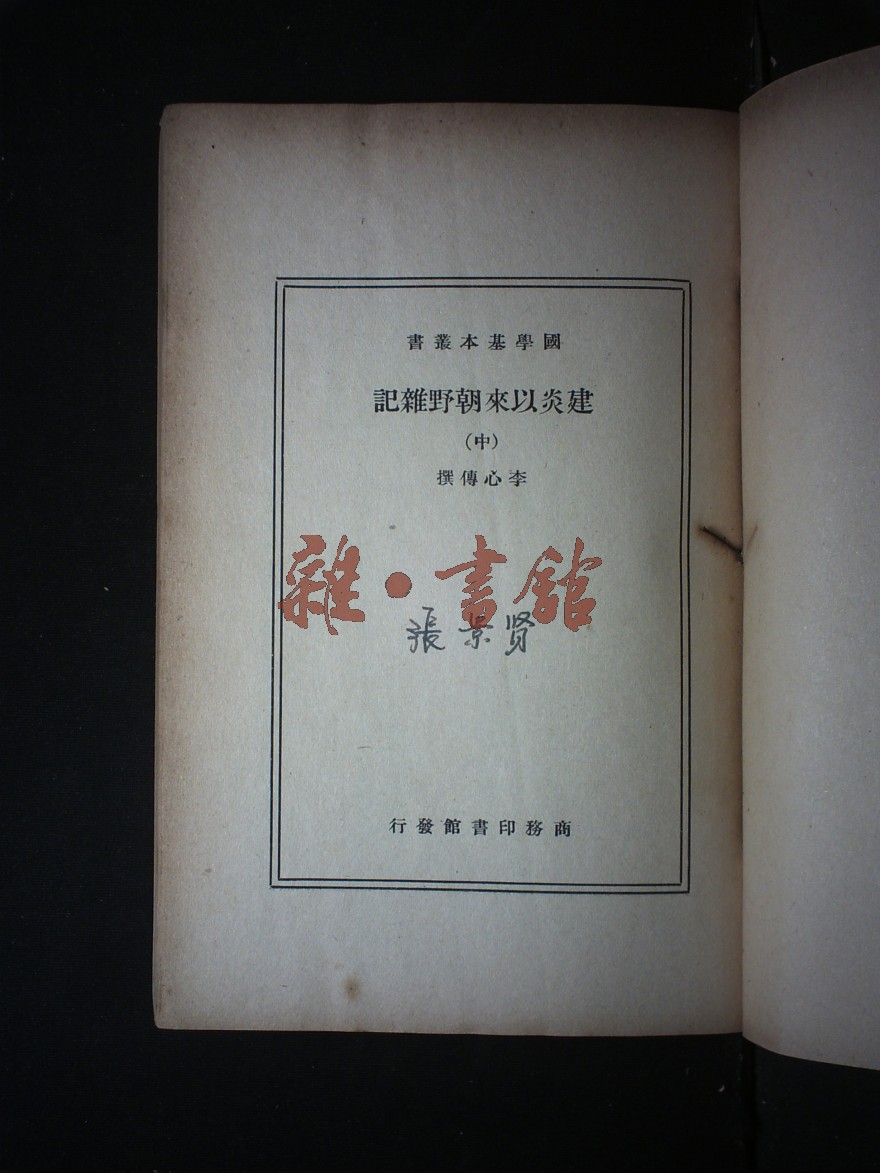 國學基本叢書
建炎以來朝野雜記
(中)
李心傳撰
雜・書館
張景贤
商務印書館發行